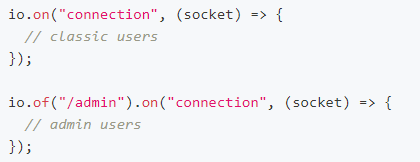 io.on("connection", (socket) => {
  // classic users
});

io.of("/admin").on("connection", (socket) => {
  // admin users
});